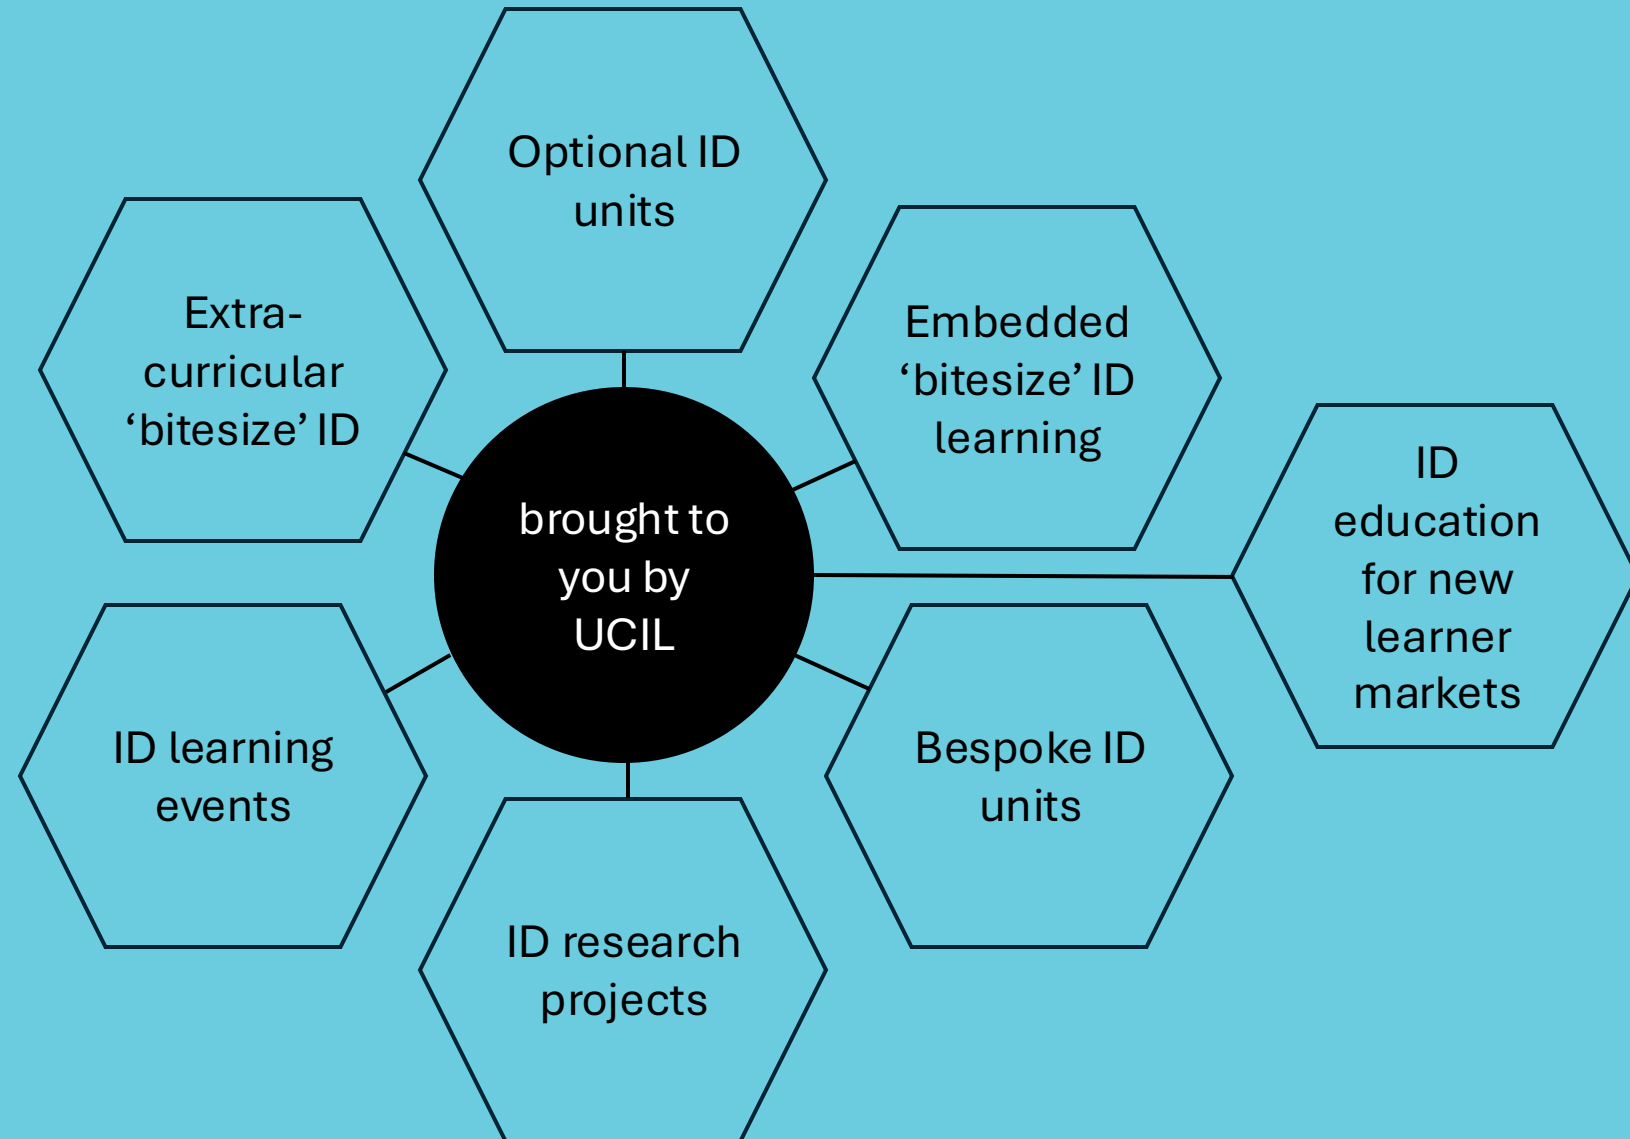 Optional ID
units
Extra-
curricular
‘bitesize’ ID
Embedded
‘bitesize’ ID
learning
ID
education
for new
learner
markets
brought to
you by
UCIL
ID learning
events
Bespoke ID
units
ID research
projects